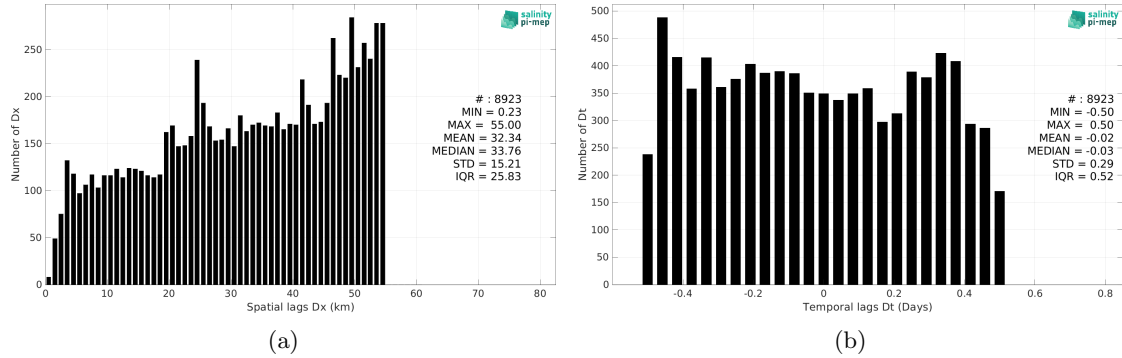 salinity
pi-mep
Number of Dx
250
200
150
100
50
0
# : 8923
MIN = 0.23
MAX = 55.00
MEAN = 32.34
MEDIAN = 33.76
STD = 15.21
IQR = 25.83
0 10 20 30 40 50 60 70 80
Spatial lags Dx (km)
(a)
salinity
pi-mep
Number of Dt
500
450
400
350
300
250
200
150
100
50
0
# : 8923
MIN = -0.50
MAX = 0.50
MEAN = -0.02
MEDIAN = -0.03
STD = 0.29
IQR = 0.52
-0.4 -0.2 0 0.2 0.4 0.6 0.8
Temporal lags Dt (Days)
(b)